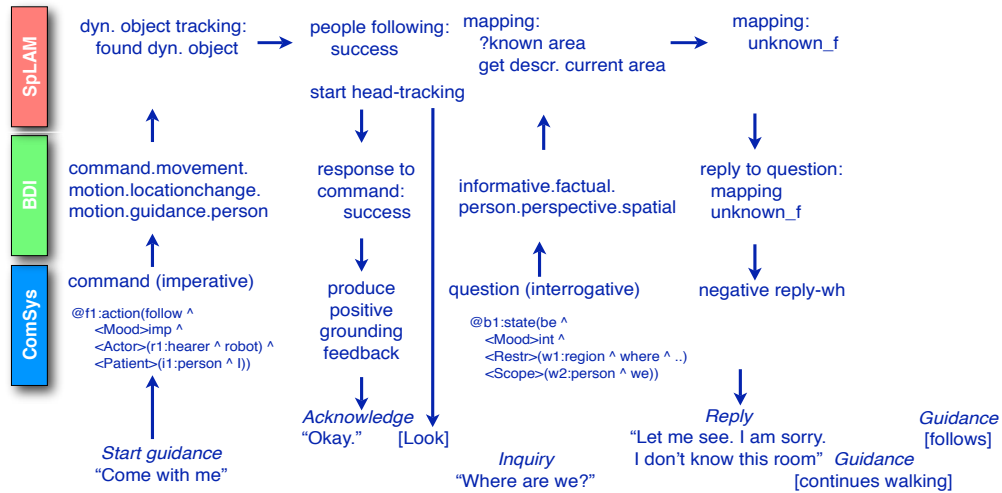 SpLAM
dyn. object tracking:
found dyn. object
people following:
success
start head-tracking
mapping:
?known area
get descr. current area
mapping:
unknown_f
BDI
command.movement.
motion.locationchange.
motion.guidance.person
response to
command:
success
informative.factual.
person.perspective.spatial
reply to question:
mapping
unknown_f
ComSys
command (imperative)
@f1:action(follow ^
<Mood>imp ^
<Actor>(r1:hearer ^ robot) ^
<Patient>(i1:person ^ I))
produce
positive
grounding
feedback
question (interrogative)
@b1:state(be ^
<Mood>int ^
<Restr>(w1:region ^ where ^ ..)
<Scope>(w2:person ^ we))
negative reply-wh
Start guidance
"Come with me"
Acknowledge
"Okay."
[Look]
Inquiry
"Where are we?"
Reply
"Let me see. I am sorry.
I don't know this room"
Guidance
[continues walking]
Guidance
[follows]